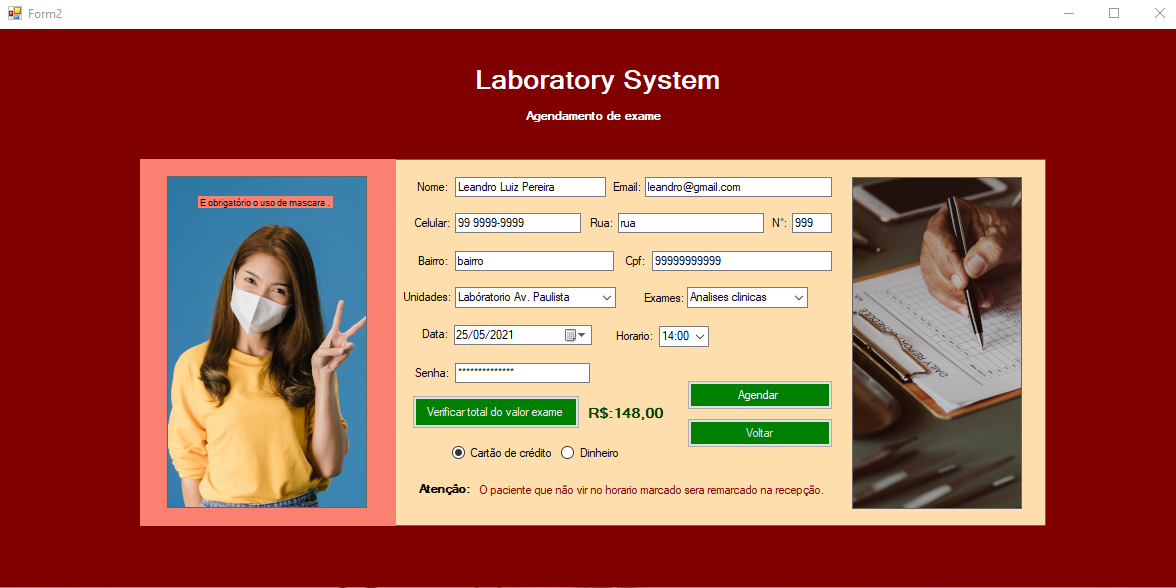 Form2
Laboratory System
Agendamento de exame
E obrigatório o uso de mascara .
Nome: Leandro Luiz Pereira Email: leandro@gmail.com
Celular: 99 9999-9999 Rua: rua N°: 999
Bairro: bairro Cpf: 99999999999
Unidades: Labóratorio Av. Paulista Exames: Analises clinicas
Data: 25/05/2021 Horario: 14:00
Senha: **************
Verificar total do valor exame R$:148,00
Agendar
Voltar
Cartão de crédito Dinheiro
Atenção: O paciente que não vir no horario marcado sera remarcado na recepção.
DAILY REPORT
SCHEDULE